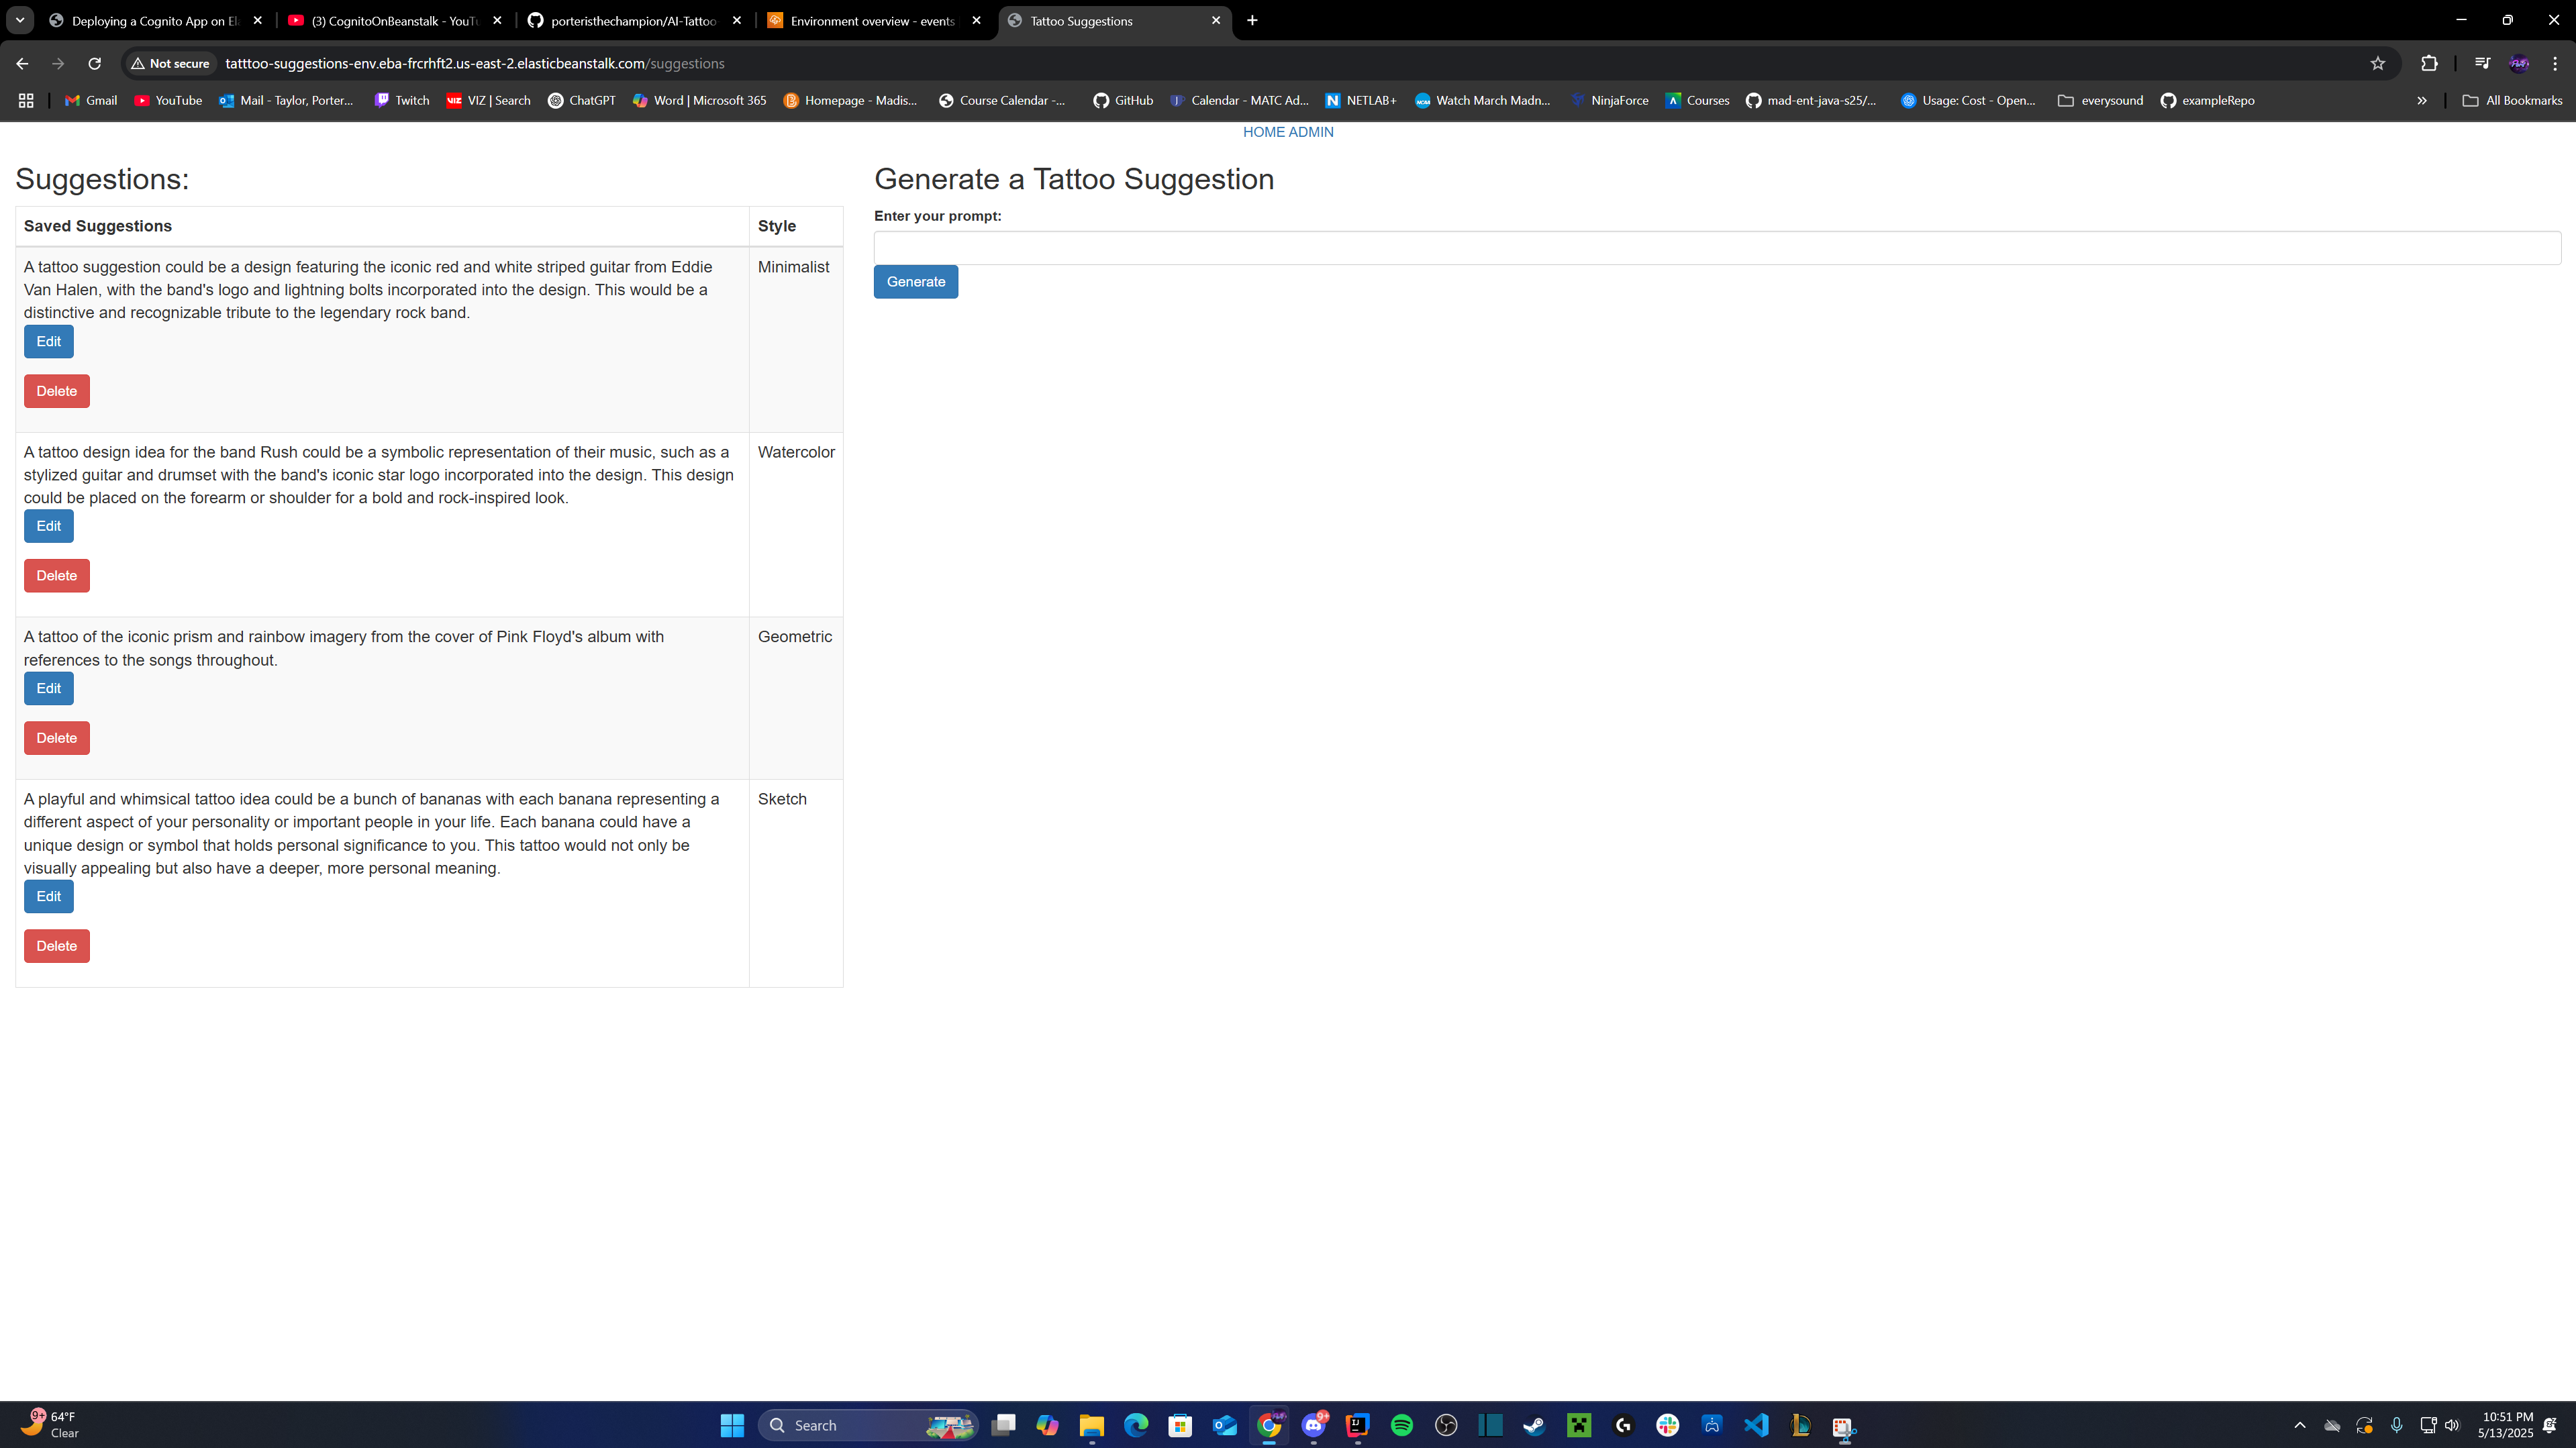 Deploying a Cognito App on El
(3) CognitoOnBeanstalk - YouTu
porteristhechampion/AI-Tattoo
Environment overview - events
Tattoo Suggestions
Not secure
tatttoo-suggestions-env.eba-frcrhft2.us-east-2.elasticbeanstalk.com/suggestions
Gmail
YouTube
Mail - Taylor, Porter...
Twitch
VIZ | Search
ChatGPT
Word | Microsoft 365
Homepage - Madis...
Course Calendar -...
GitHub
Calendar - MATC Ad...
NETLAB+
Watch March Madn...
NinjaForce
Courses
mad-ent-java-s25/...
Usage: Cost - Open...
everysound
exampleRepo
All Bookmarks
HOME ADMIN
Suggestions:
Saved Suggestions
Style
A tattoo suggestion could be a design featuring the iconic red and white striped guitar from Eddie
Van Halen, with the band's logo and lightning bolts incorporated into the design. This would be a
distinctive and recognizable tribute to the legendary rock band.
Minimalist
Edit
Delete
A tattoo design idea for the band Rush could be a symbolic representation of their music, such as a
stylized guitar and drumset with the band's iconic star logo incorporated into the design. This design
could be placed on the forearm or shoulder for a bold and rock-inspired look.
Watercolor
Edit
Delete
A tattoo of the iconic prism and rainbow imagery from the cover of Pink Floyd's album with
references to the songs throughout.
Geometric
Edit
Delete
A playful and whimsical tattoo idea could be a bunch of bananas with each banana representing a
different aspect of your personality or important people in your life. Each banana could have a
unique design or symbol that holds personal significance to you. This tattoo would not only be
visually appealing but also have a deeper, more personal meaning.
Sketch
Edit
Delete
Generate a Tattoo Suggestion
Enter your prompt:
Generate
9+
64°F
Clear
Search
9+
10:51 PM
5/13/2025